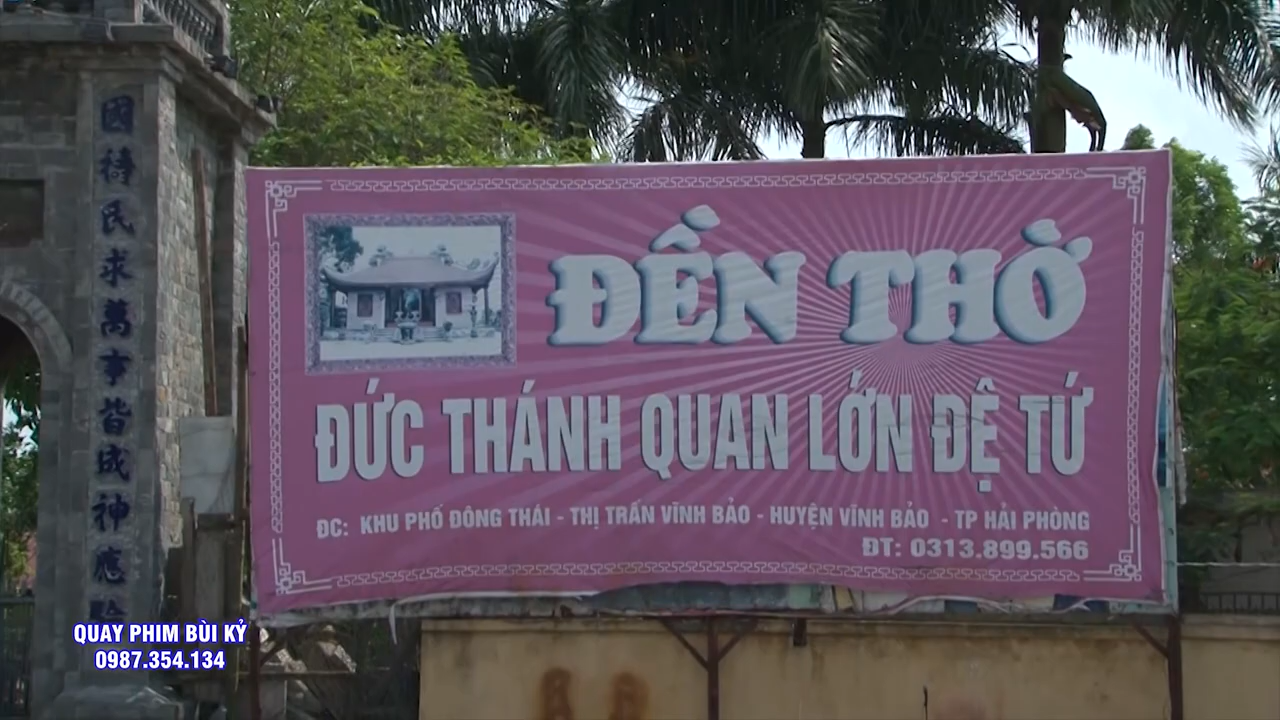 國禱民求萬事皆成神應驗
ĐỀN THỜ
ĐỨC THÁNH QUAN LỚN ĐỆ TỨ
ĐC: KHU PHỐ ĐÔNG THÁI - THỊ TRẤN VĨNH BẢO - HUYỆN VĨNH BẢO - TP HẢI PHÒNG
ĐT: 0313.899.566
QUAY PHIM BÙI KỶ
0987.354.134